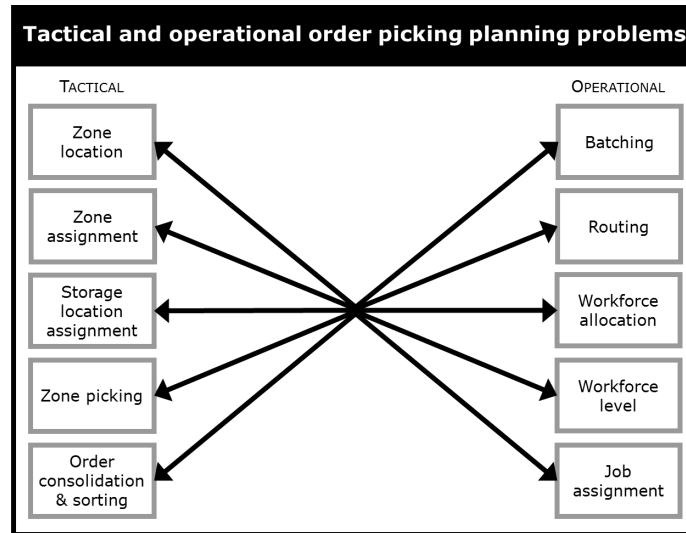 Tactical and operational order picking planning problems
TACTICAL
OPERATIONAL
Zone
location
Batching
Zone
assignment
Routing
Storage
location
assignment
Workforce
allocation
Zone picking
Workforce
level
Order
consolidation
& sorting
Job
assignment